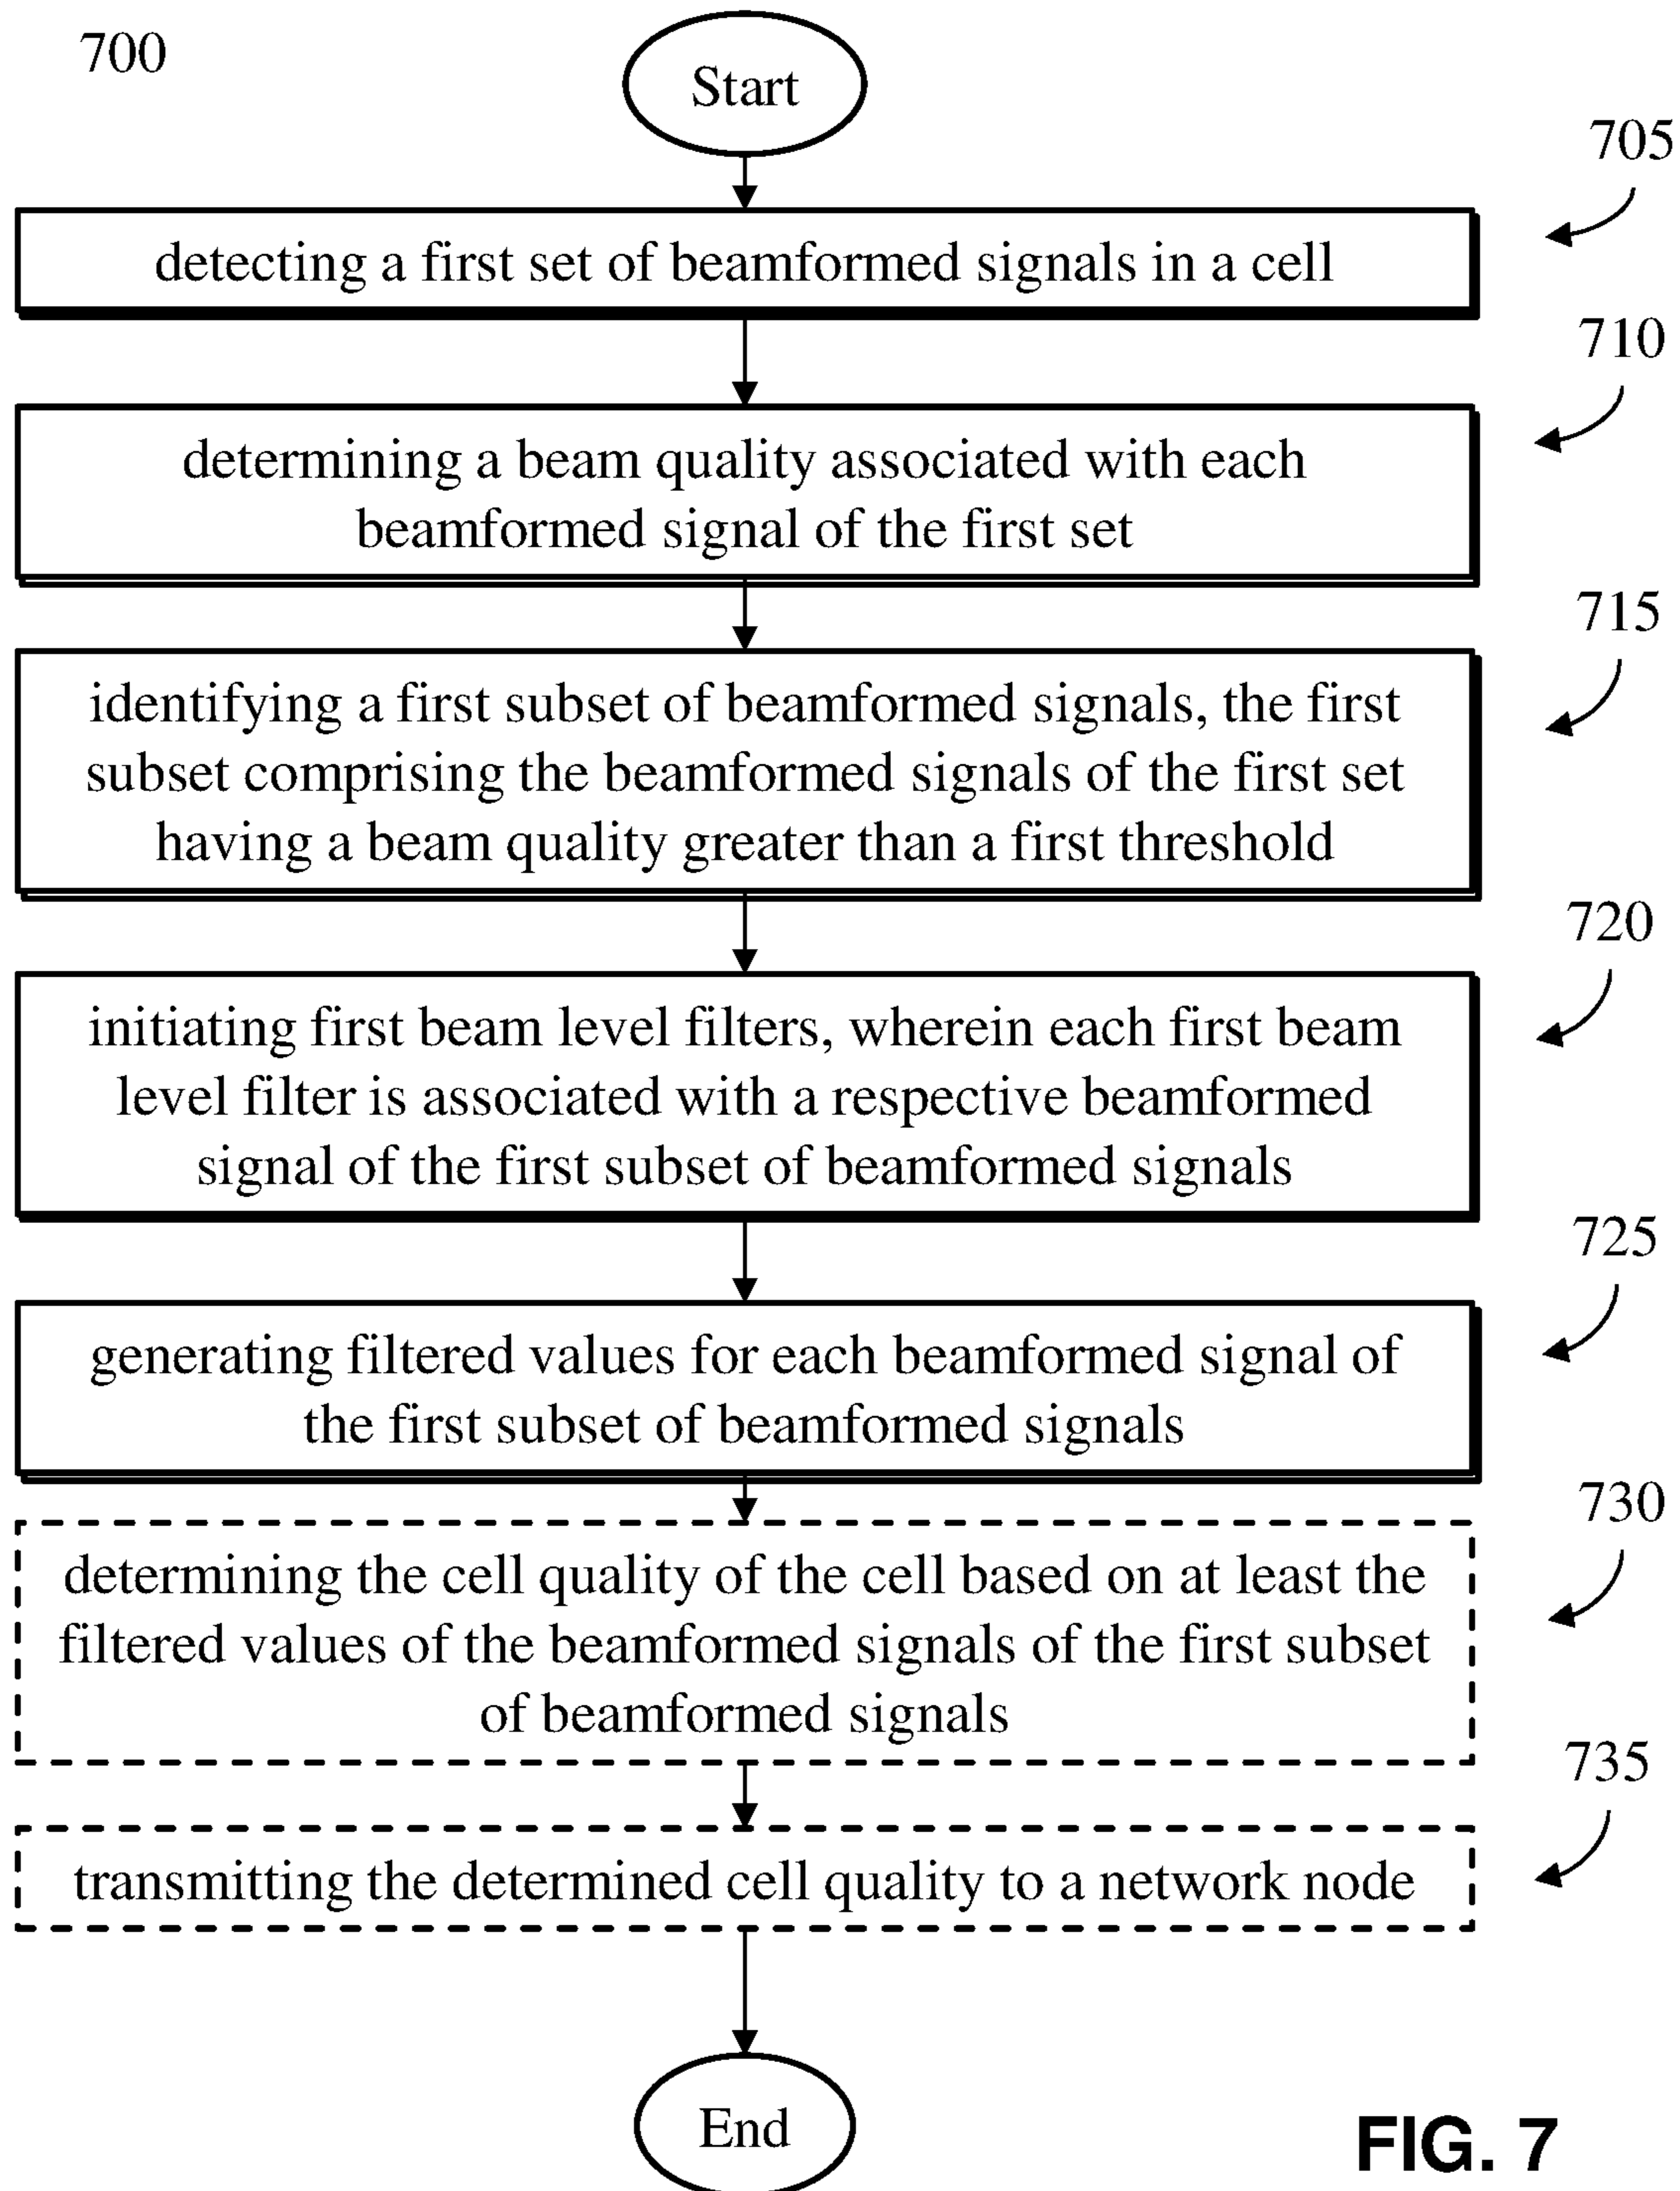 700
Start
705
detecting a first set of beamformed signals in a cell
710
determining a beam quality associated with each
beamformed signal of the first set
715
identifying a first subset of beamformed signals, the first
subset comprising the beamformed signals of the first set
having a beam quality greater than a first threshold
720
initiating first beam level filters, wherein each first beam
level filter is associated with a respective beamformed
signal of the first subset of beamformed signals
725
generating filtered values for each beamformed signal of
the first subset of beamformed signals
730
determining the cell quality of the cell based on at least the
filtered values of the beamformed signals of the first subset
of beamformed signals
735
transmitting the determined cell quality to a network node
End
FIG. 7